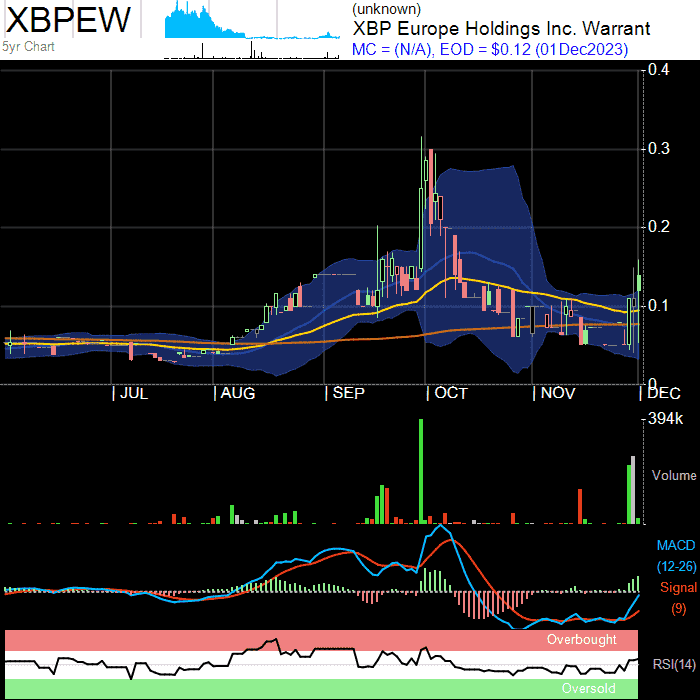 XBPEW
5yr Chart
(unknown)
XBP Europe Holdings Inc. Warrant
MC = (N/A), EOD = $0.12 (01Dec2023)
0.4
0.3
0.2
0.1
0
JUL AUG SEP OCT NOV DEC
394k
Volume
MACD
(12-26)
Signal
(9)
Overbought
RSI(14)
Oversold